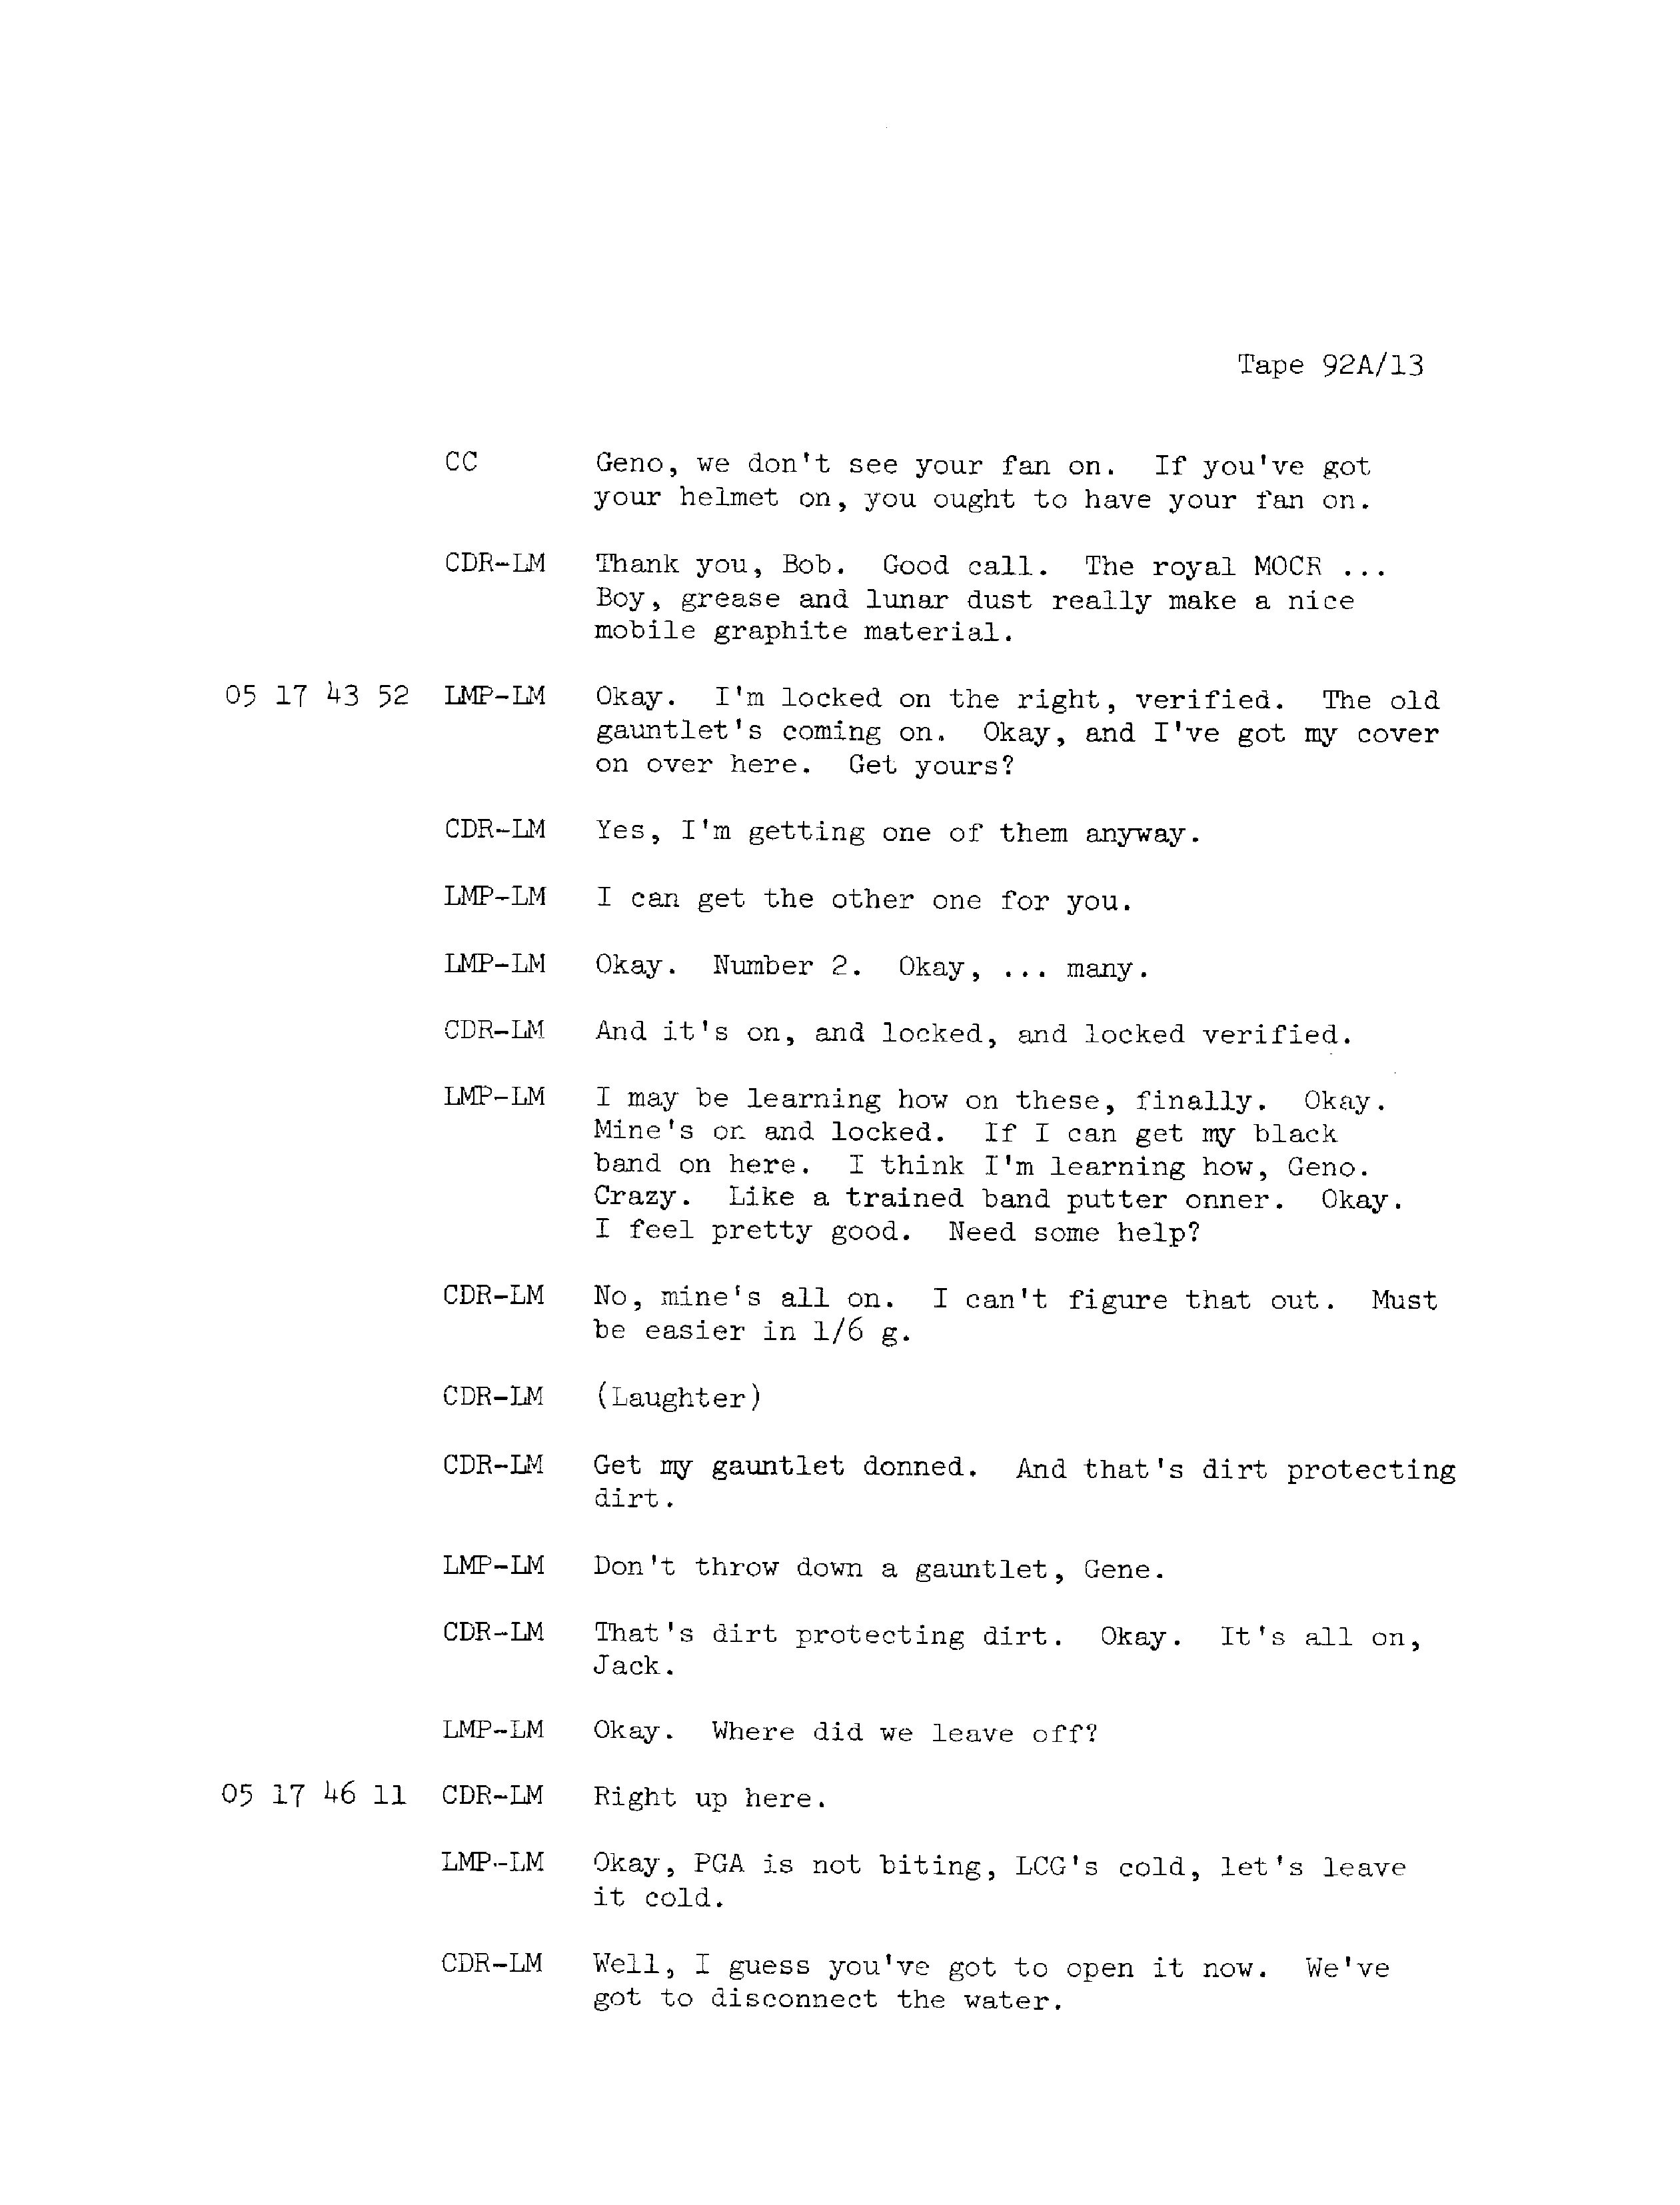 Tape 92A/13
CC Geno, we don't see your fan on. If you've got
your helmet on, you ought to have your fan on.
CDR-LM Thank you, Bob. Good call. The royal MOCR ...
Boy, grease and lunar dust really make a nice
mobile graphite material.
05 17 43 52 LMP-LM Okay. I'm locked on the right, verified. The old
gauntlet's coming on. Okay, and I've got my cover
on over here. Get yours?
CDR-LM Yes, I'm getting one of them anyway.
LMP-LM I can get the other one for you.
LMP-LM Okay. Number 2. Okay, ... many.
CDR-LM And it's on, and locked, and locked verified.
LMP-LM I may be learning how on these, finally. Okay.
Mine's on and locked. If I can get my black
band on here. I think I'm learning how, Geno.
Crazy. Like a trained band putter onner. Okay.
I feel pretty good. Need some help?
CDR-LM No, mine's all on. I can't figure that out. Must
be easier in 1/6 g.
CDR-LM (Laughter)
CDR-LM Get my gauntlet donned. And that's dirt protecting
dirt.
LMP-LM Don't throw down a gauntlet, Gene.
CDR-LM That's dirt protecting dirt. Okay. It's all on,
Jack.
LMP-LM Okay. Where did we leave off?
05 17 46 11 CDR-LM Right up here.
LMP-LM Okay, PGA is not biting, LCG's cold, let's leave
it cold.
CDR-LM Well, I guess you've got to open it now. We've
got to disconnect the water.